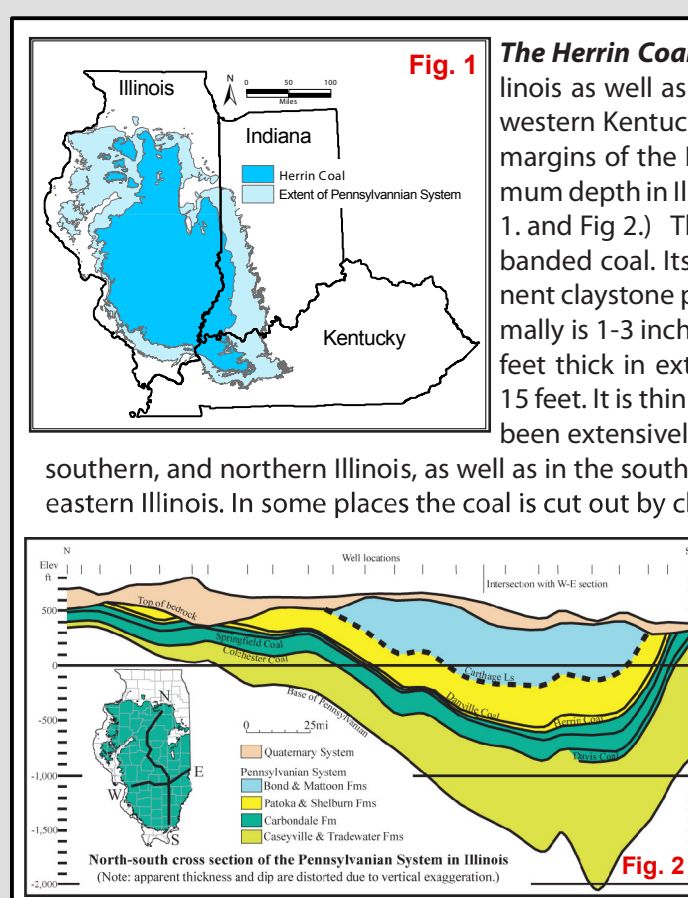 Fig. 1
N
0 50 100
Miles
Illinois
Indiana
Herrin Coal
Extent of Pennsylvannian System
Kentucky
The Herrin Coal
linois as well as
western Kentuc
margins of the
mum depth in Il
1. and Fig 2.) Th
banded coal. Its
nent claystone p
mally is 1-3 inch
feet thick in ext
15 feet. It is thin
been extensivel
southern, and northern Illinois, as well as in the south
eastern Illinois. In some places the coal is cut out by cl
N
S
Elev
ft
Well locations
Intersection with W-E section
500
0
-500
-1,000
-1,500
-2,000
Top of bedrock
Springfield Coal
Colchester Coal
Base of Pennsylvanian
Carthage Ls
Danville Coal
Herrin Coal
Davis Coal
N
W
E
S
0 25mi
Quaternary System
Pennsylvanian System
Bond & Mattoon Fms
Patoka & Shelburn Fms
Carbondale Fm
Caseyville & Tradewater Fms
North-south cross section of the Pennsylvanian System in Illinois
(Note: apparent thickness and dip are distorted due to vertical exaggeration.)
Fig. 2